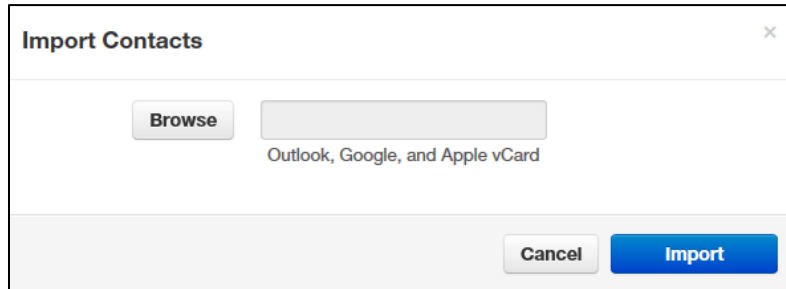 Import Contacts ×
Browse
Outlook, Google, and Apple vCard
Cancel Import